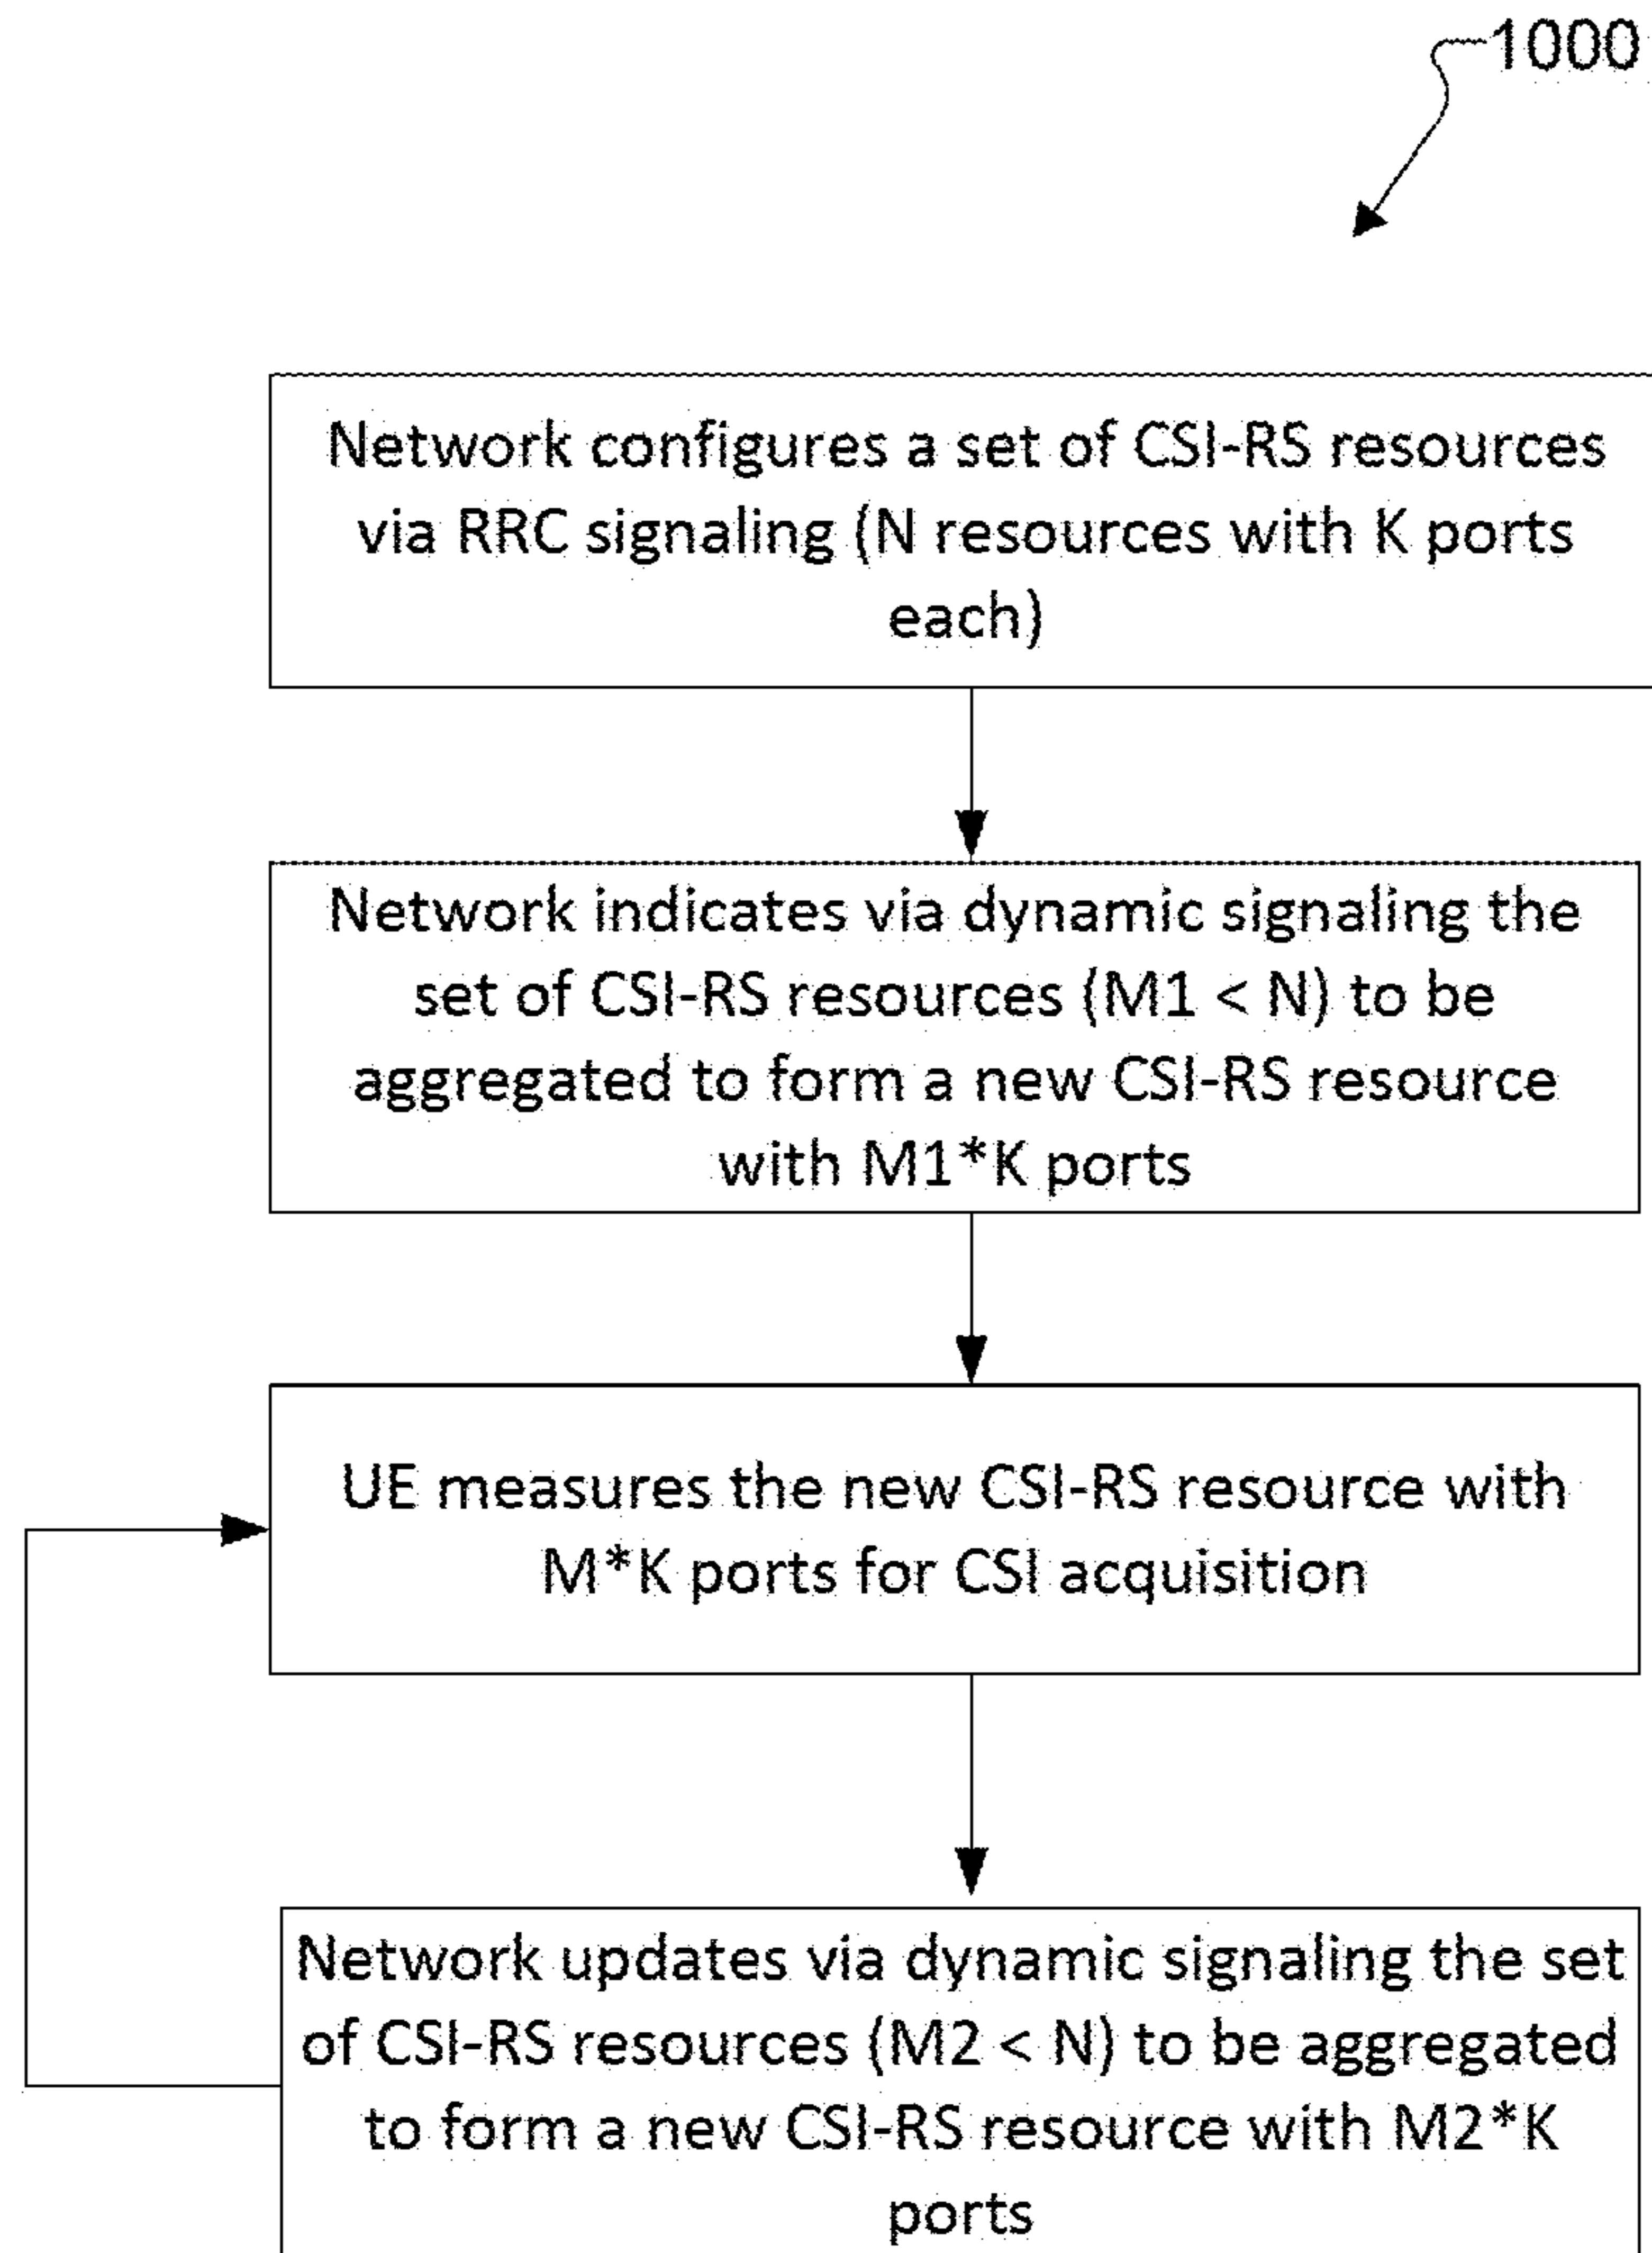 1000
Network configures a set of CSI-RS resources
via RRC signaling (N resources with K ports
each)
Network indicates via dynamic signaling the
set of CSI-RS resources (M1 < N) to be
aggregated to form a new CSI-RS resource
with M1*K ports
UE measures the new CSI-RS resource with
M*K ports for CSI acquisition
Network updates via dynamic signaling the set
of CSI-RS resources (M2 < N) to be aggregated
to form a new CSI-RS resource with M2*K
ports